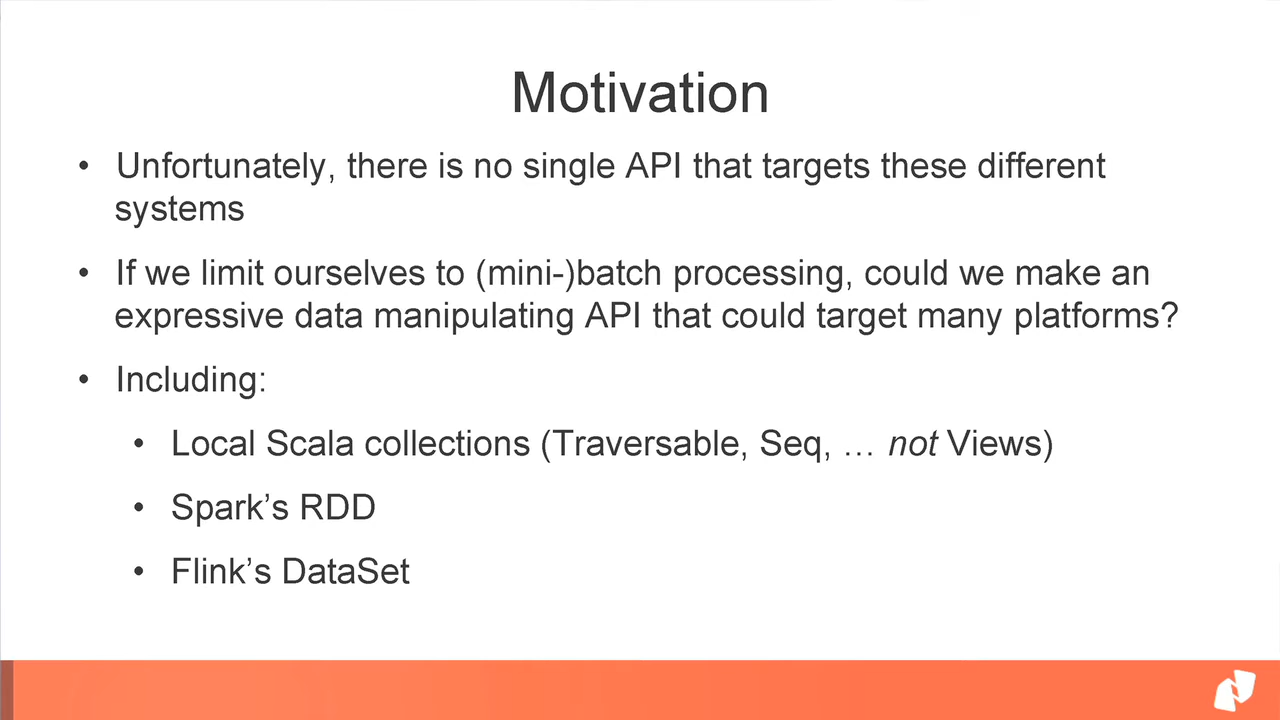 Motivation
• Unfortunately, there is no single API that targets these different
systems
• If we limit ourselves to (mini-)batch processing, could we make an
expressive data manipulating API that could target many platforms?
• Including:
• Local Scala collections (Traversable, Seq, … not Views)
• Spark’s RDD
• Flink’s DataSet